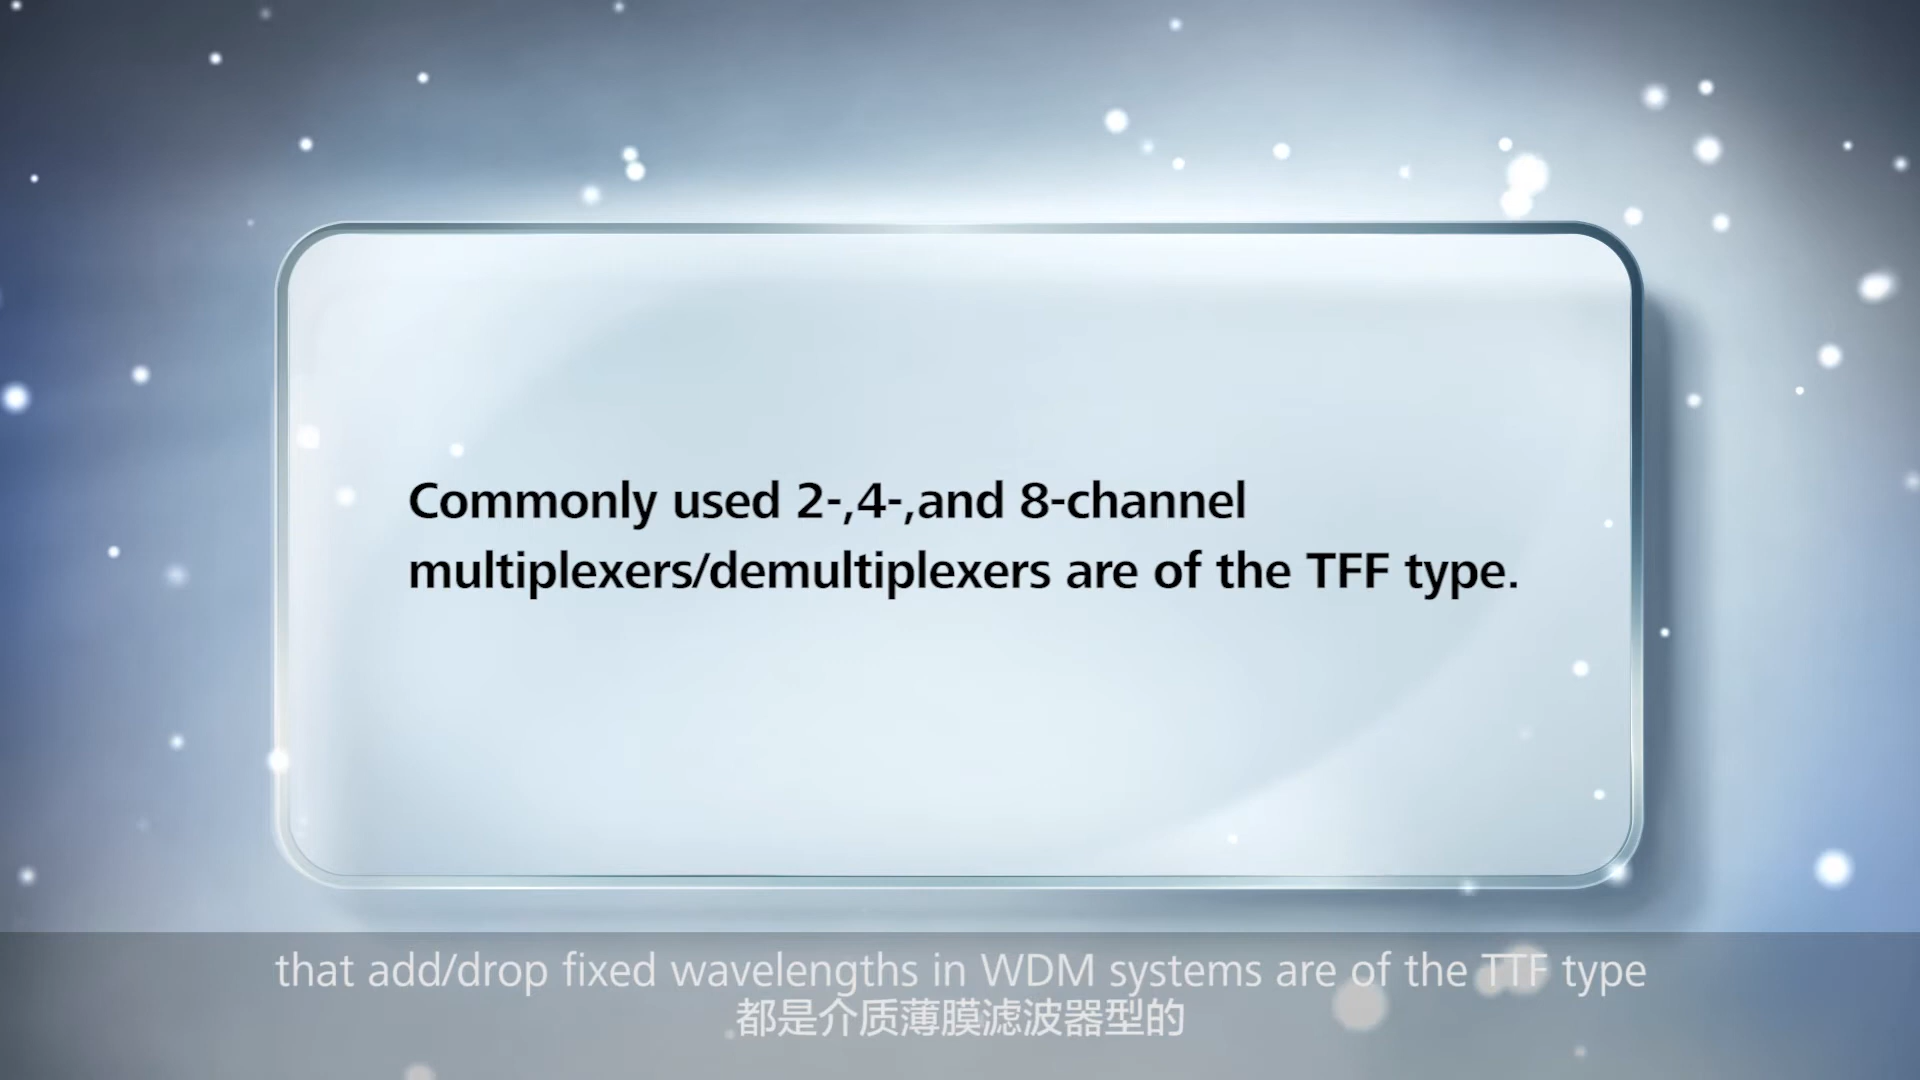 Commonly used 2-,4-,and 8-channel
multiplexers/demultiplexers are of the TFF type.
that add/drop fixed wavelengths in WDM systems are of the TTF type
都是介质薄膜滤波器型的